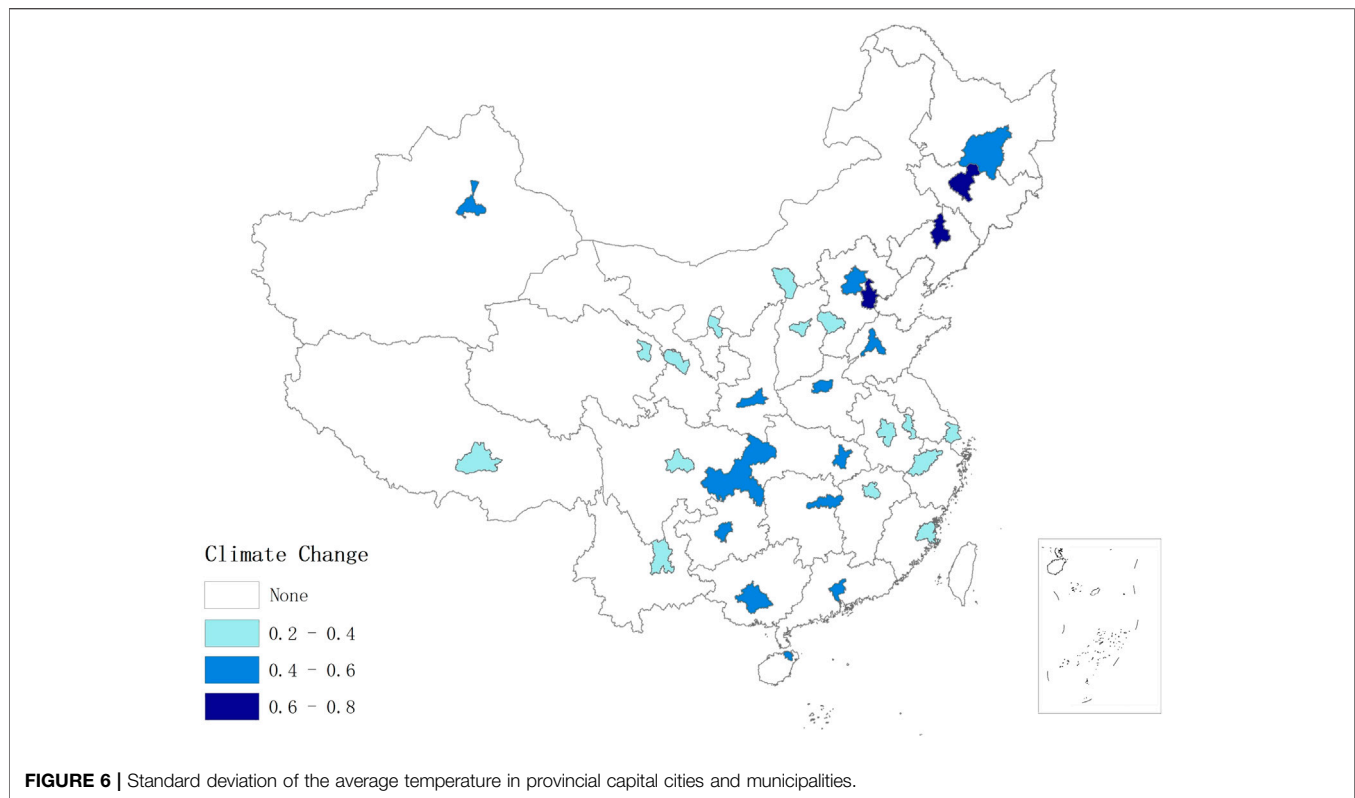 Climate Change
None
0.2 - 0.4
0.4 - 0.6
0.6 - 0.8
FIGURE 6 | Standard deviation of the average temperature in provincial capital cities and municipalities.